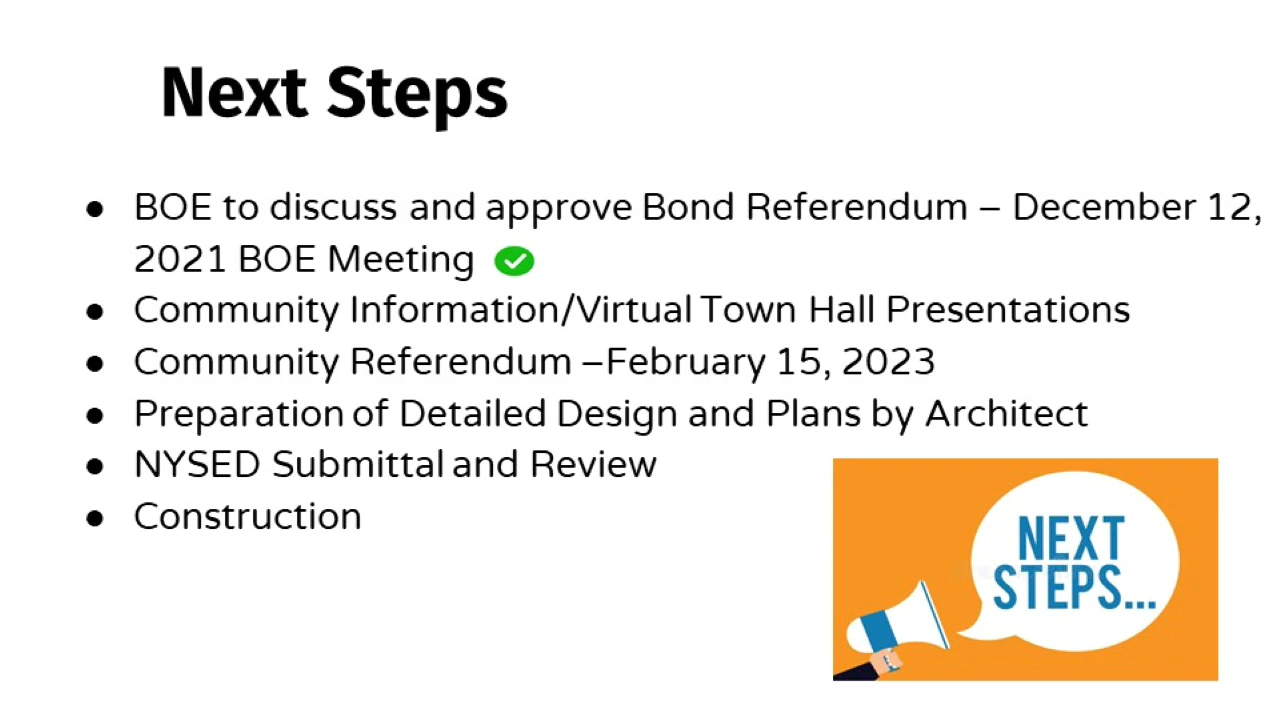 Next Steps
● BOE to discuss and approve Bond Referendum – December 12,
2021 BOE Meeting
● Community Information/Virtual Town Hall Presentations
● Community Referendum –February 15, 2023
● Preparation of Detailed Design and Plans by Architect
● NYSED Submittal and Review
● Construction
NEXT
STEPS...